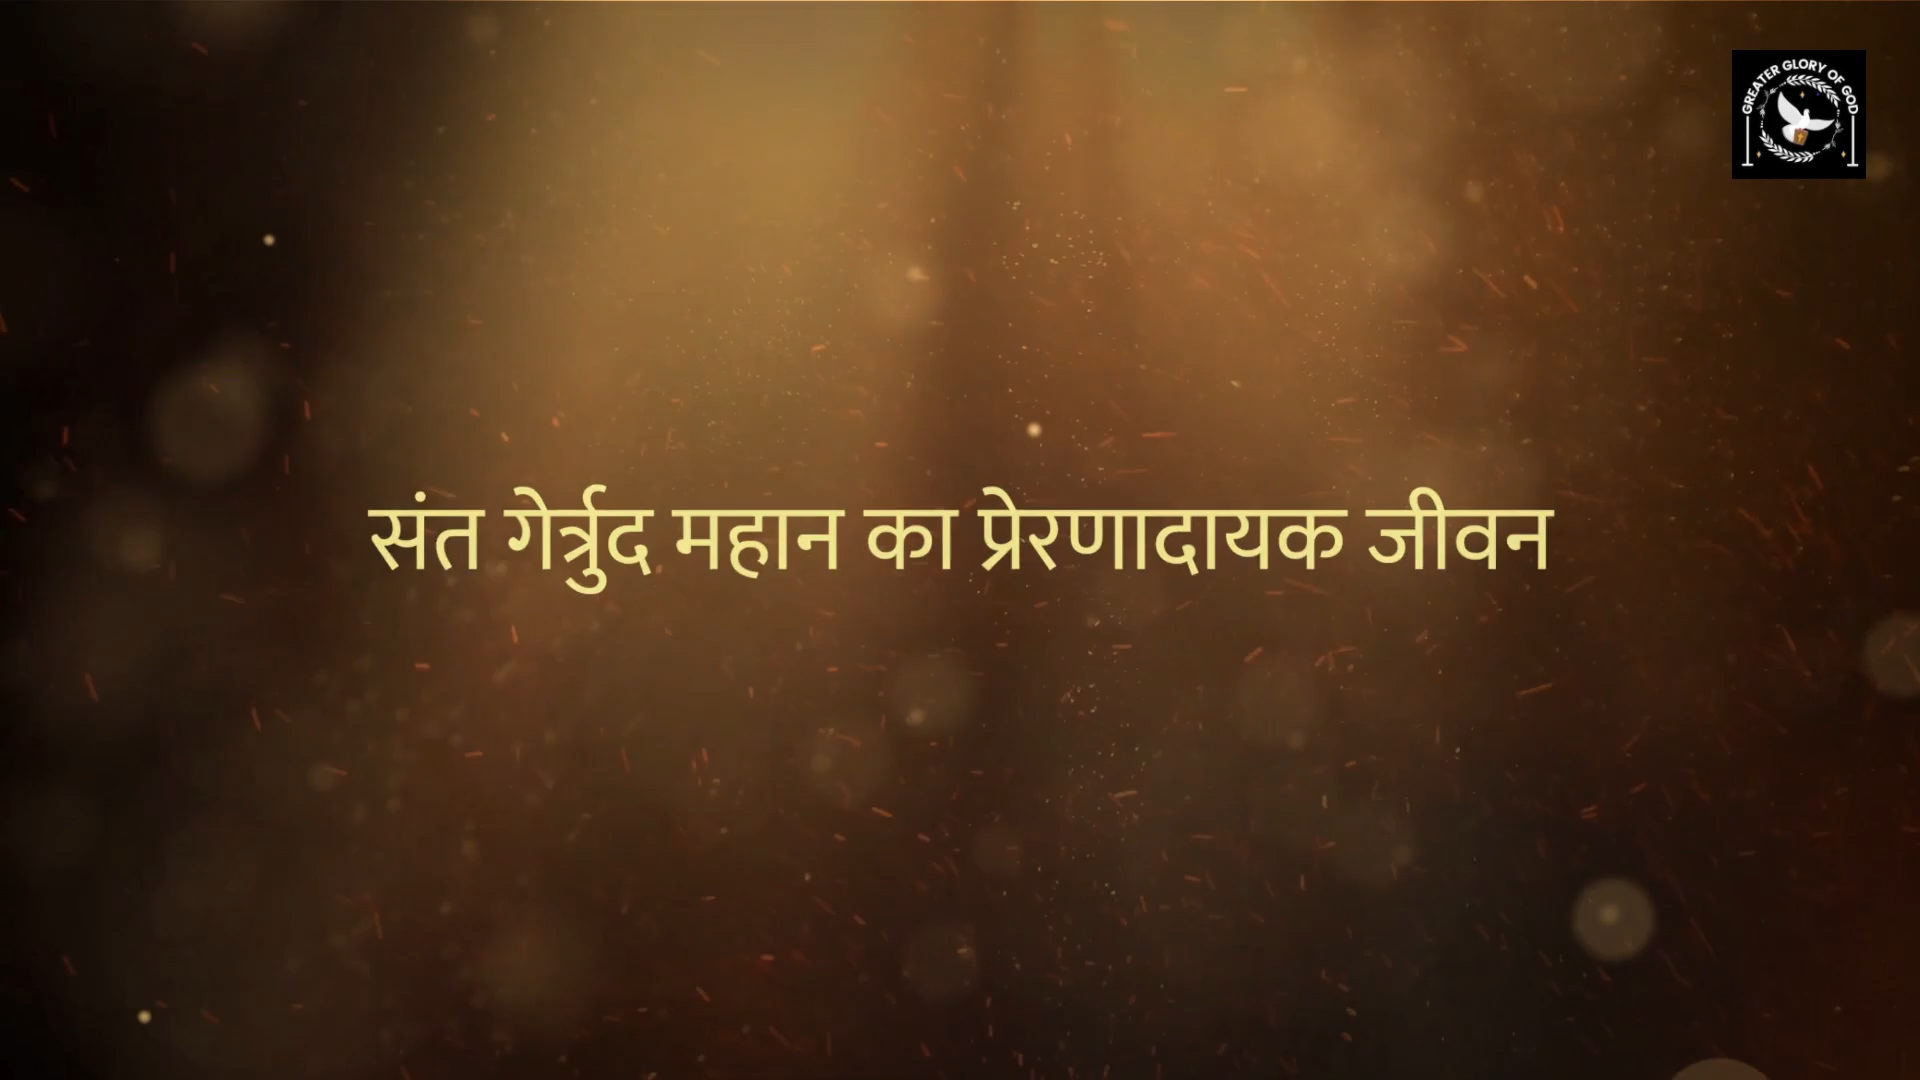 GREATER GLORY OF GOD
संत गेर्त्रुद महान का प्रेरणादायक जीवन